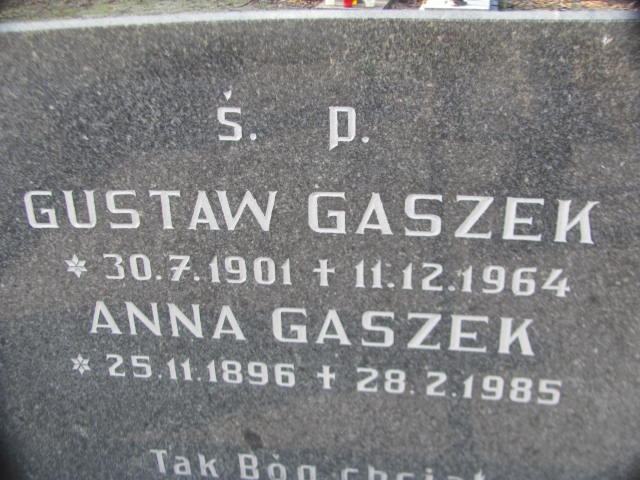 Ś. p.
GUSTAW GASZEK
* 30.7.1901 † 11.12.1964
ANNA GASZEK
* 25.11.1896 † 28.2.1985
Tak Bóg chciał